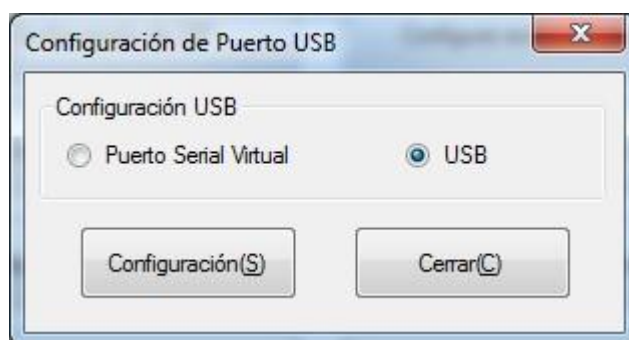 Configuración de Puerto USB
Configuración USB
Puerto Serial Virtual
USB
Configuración(S)
Cerrar(C)